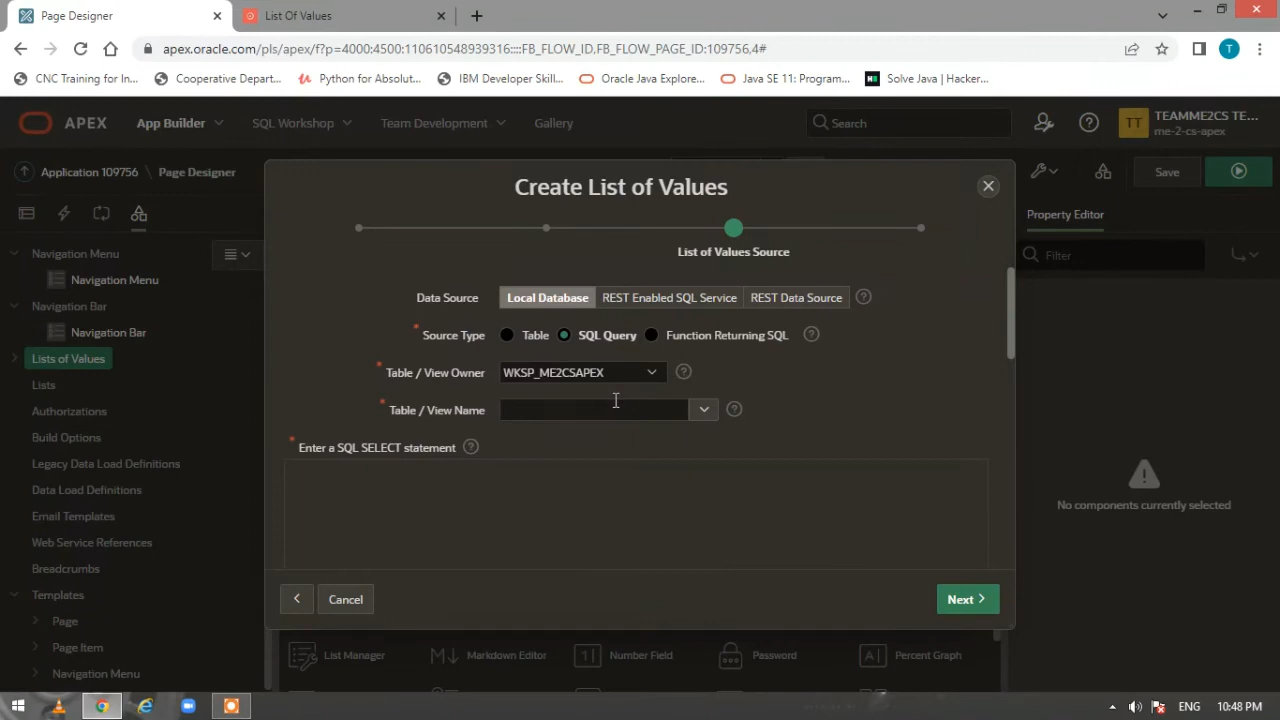 Page Designer
List Of Values
apex.oracle.com/pls/apex/f?p=4000:4500:110610548939316::::FB_FLOW_ID,FB_FLOW_PAGE_ID:109756,4#
T
CNC Training for In...
Cooperative Depart...
Python for Absolut...
IBM Developer Skill...
Oracle Java Explore...
Java SE 11: Program...
Solve Java | Hacker...
APEX
App Builder
SQL Workshop
Team Development
Gallery
Search
TT
TEAMME2CS TE...
me-2-cs-apex
Application 109756 \ Page Designer
Save
Create List of Values
Property Editor
List of Values Source
Filter
Navigation Menu
Navigation Menu
Navigation Bar
Navigation Bar
Lists of Values
Lists
Authorizations
Build Options
Legacy Data Load Definitions
Data Load Definitions
Email Templates
Web Service References
Breadcrumbs
Templates
Page
Page Item
Navigation Menu
Data Source
Local Database
REST Enabled SQL Service
REST Data Source
* Source Type
Table
SQL Query
Function Returning SQL
* Table / View Owner
WKSP_ME2CSAPEX
* Table / View Name
* Enter a SQL SELECT statement
No components currently selected
Cancel
Next
List Manager
Markdown Editor
Number Field
Password
Percent Graph
ENG
10:48 PM